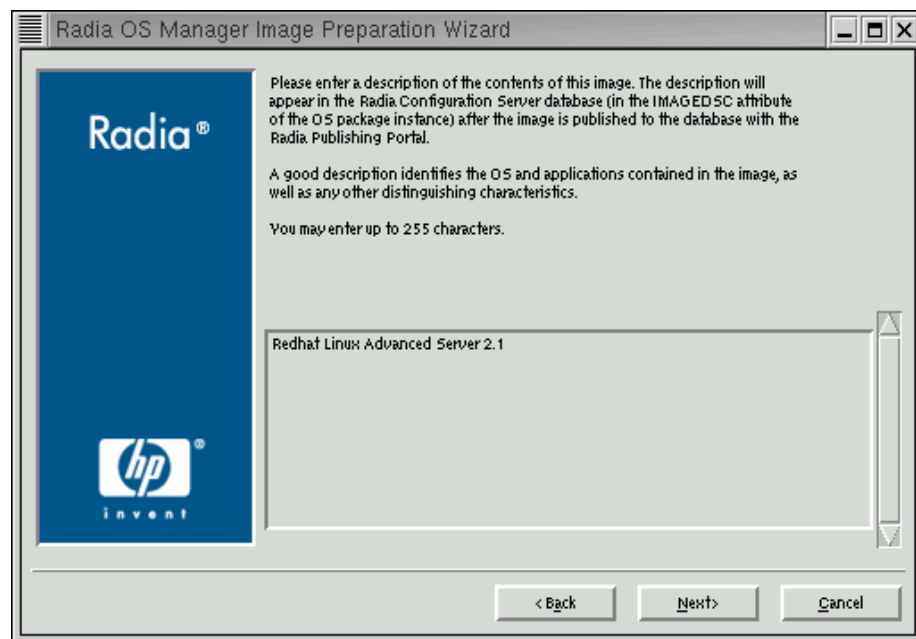 Radia OS Manager Image Preparation Wizard
Radia®
Please enter a description of the contents of this image. The description will
appear in the Radia Configuration Server database (in the IMAGEDSC attribute
of the OS package instance) after the image is published to the database with the
Radia Publishing Portal.
A good description identifies the OS and applications contained in the image, as
well as any other distinguishing characteristics.
You may enter up to 255 characters.
Redhat Linux Advanced Server 2.1
hp®
invent
< Back
Next>
Cancel